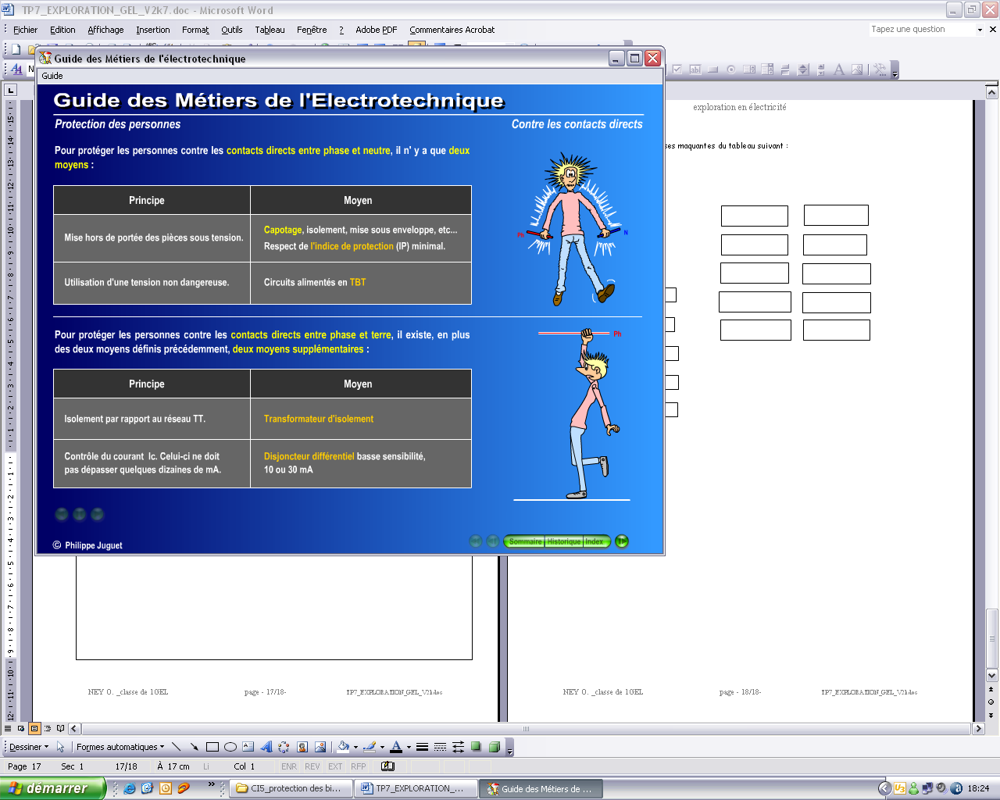 TP7_EXPLORATION_GEL_V2k7.doc - Microsoft Word
Fichier Edition Affichage Insertion Format Outils Tableau Fenêtre ? Adobe PDF Commentaires Acrobat
Tapez une question
Guide des Métiers de l'électrotechnique
Guide
Guide des Métiers de l'Electrotechnique
Protection des personnes
Contre les contacts directs
Pour protéger les personnes contre les contacts directs entre phase et neutre, il n' y a que deux
moyens :
Principe Moyen
Mise hors de portée des pièces sous tension.
Capotage, isolement, mise sous enveloppe, etc...
Respect de l'indice de protection (IP) minimal.
Utilisation d'une tension non dangereuse.
Circuits alimentés en TBT
Ph N
Pour protéger les personnes contre les contacts directs entre phase et terre, il existe, en plus
des deux moyens définis précédemment, deux moyens supplémentaires :
Principe Moyen
Isolement par rapport au réseau TT.
Transformateur d'isolement
Contrôle du courant Ic. Celui-ci ne doit
pas dépasser quelques dizaines de mA.
Disjoncteur différentiel basse sensibilité,
10 ou 30 mA
Ph
© Philippe Juguet
Sommaire Historique Index
exploration en électricité
ses maquantes du tableau suivant :
NEY O. _classe de 1GEL page - 17/18- TP7_EXPLORATION_GEL_V2k.doc
NEY O. _classe de 1GEL page - 18/18- TP7_EXPLORATION_GEL_V2k.doc
Dessiner Formes automatiques
Page 17 Sec 1 17/18 À 17 cm Li Col 1 ENR REV EXT RFP
démarrer
CI5_protection des bi...
TP7_EXPLORATION_...
Guide des Métiers de ...
18:24